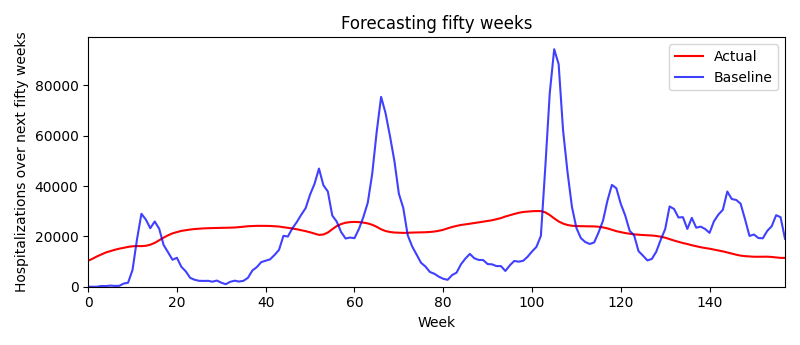 Forecasting fifty weeks
Hospitalizations over next fifty weeks
80000
60000
40000
20000
0
Actual
Baseline
0 20 40 60 80 100 120 140
Week